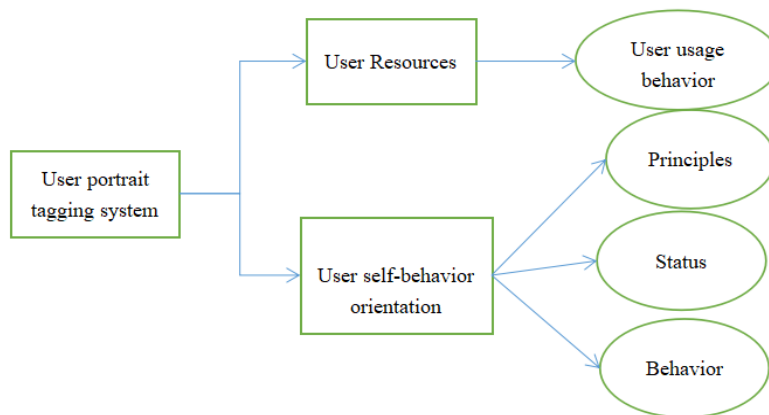 User portrait
tagging system
User Resources
User usage
behavior
User self-behavior
orientation
Principles
Status
Behavior